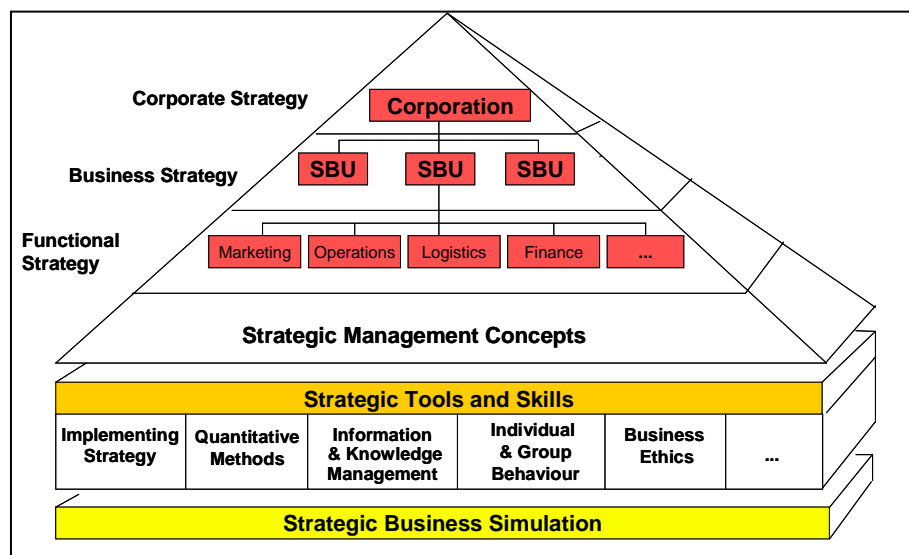 Corporate Strategy
Corporation
Business Strategy
SBU
SBU
SBU
Functional
Strategy
Marketing
Operations
Logistics
Finance
...
Strategic Management Concepts
Strategic Tools and Skills
Implementing
Strategy
Quantitative
Methods
Information
& Knowledge
Management
Individual
& Group
Behaviour
Business
Ethics
...
Strategic Business Simulation